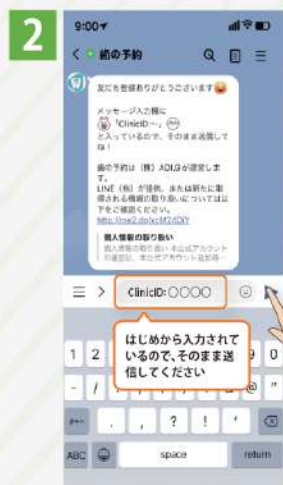 2
9:00
歯の予約
友だち登録ありがとうございます
メッセージ入力欄に
「ClinicID:~」
と入っているので、そのまま送信して
ね！
歯の予約は（株）ADI.Gが運営しま
す。
LINE（株）が提供、または新たに取
得される機微の取り扱いについては以
下をご確認ください。
個人情報の取り扱い
ClinicID:〇〇〇〇
はじめから入力されて
いるので、そのまま送
信してください
1 2 9 0
- / @ "
#+= . , ? ! '
ABC space return